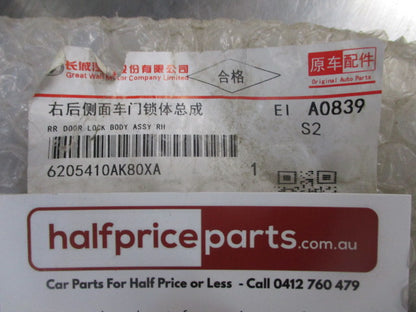 长城汽 股份有限公司
Great Wall Motor Company Limited
合格
原车配件
Original Auto Parts
右后侧面车门锁体总成
EI A0839
RR DOOR LOCK BODY ASSY RH
S2
6205410AK80XA
1
halfpriceparts.com.au
Car Parts For Half Price or Less - Call 0412 760 479